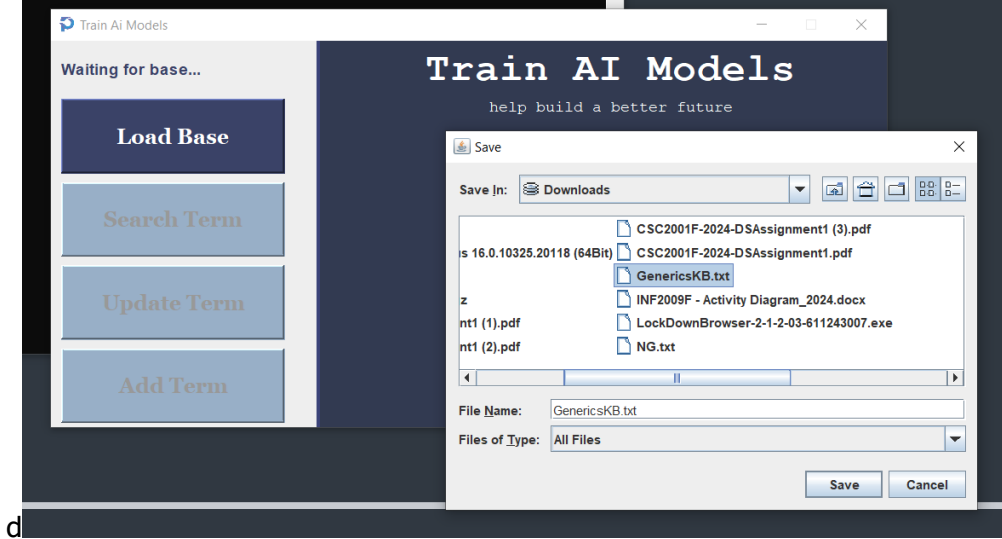 Train Ai Models
Waiting for base...
Load Base
Search Term
Update Term
Add Term
Train AI Models
help build a better future
Save
Save In: Downloads
CSC2001F-2024-DSAssignment1 (3).pdf
s 16.0.10325.20118 (64Bit) CSC2001F-2024-DSAssignment1.pdf
GenericsKB.txt
z INF2009F - Activity Diagram_2024.docx
nt1 (1).pdf LockDownBrowser-2-1-2-03-611243007.exe
nt1 (2).pdf NG.txt
File Name: GenericsKB.txt
Files of Type: All Files
Save Cancel
d